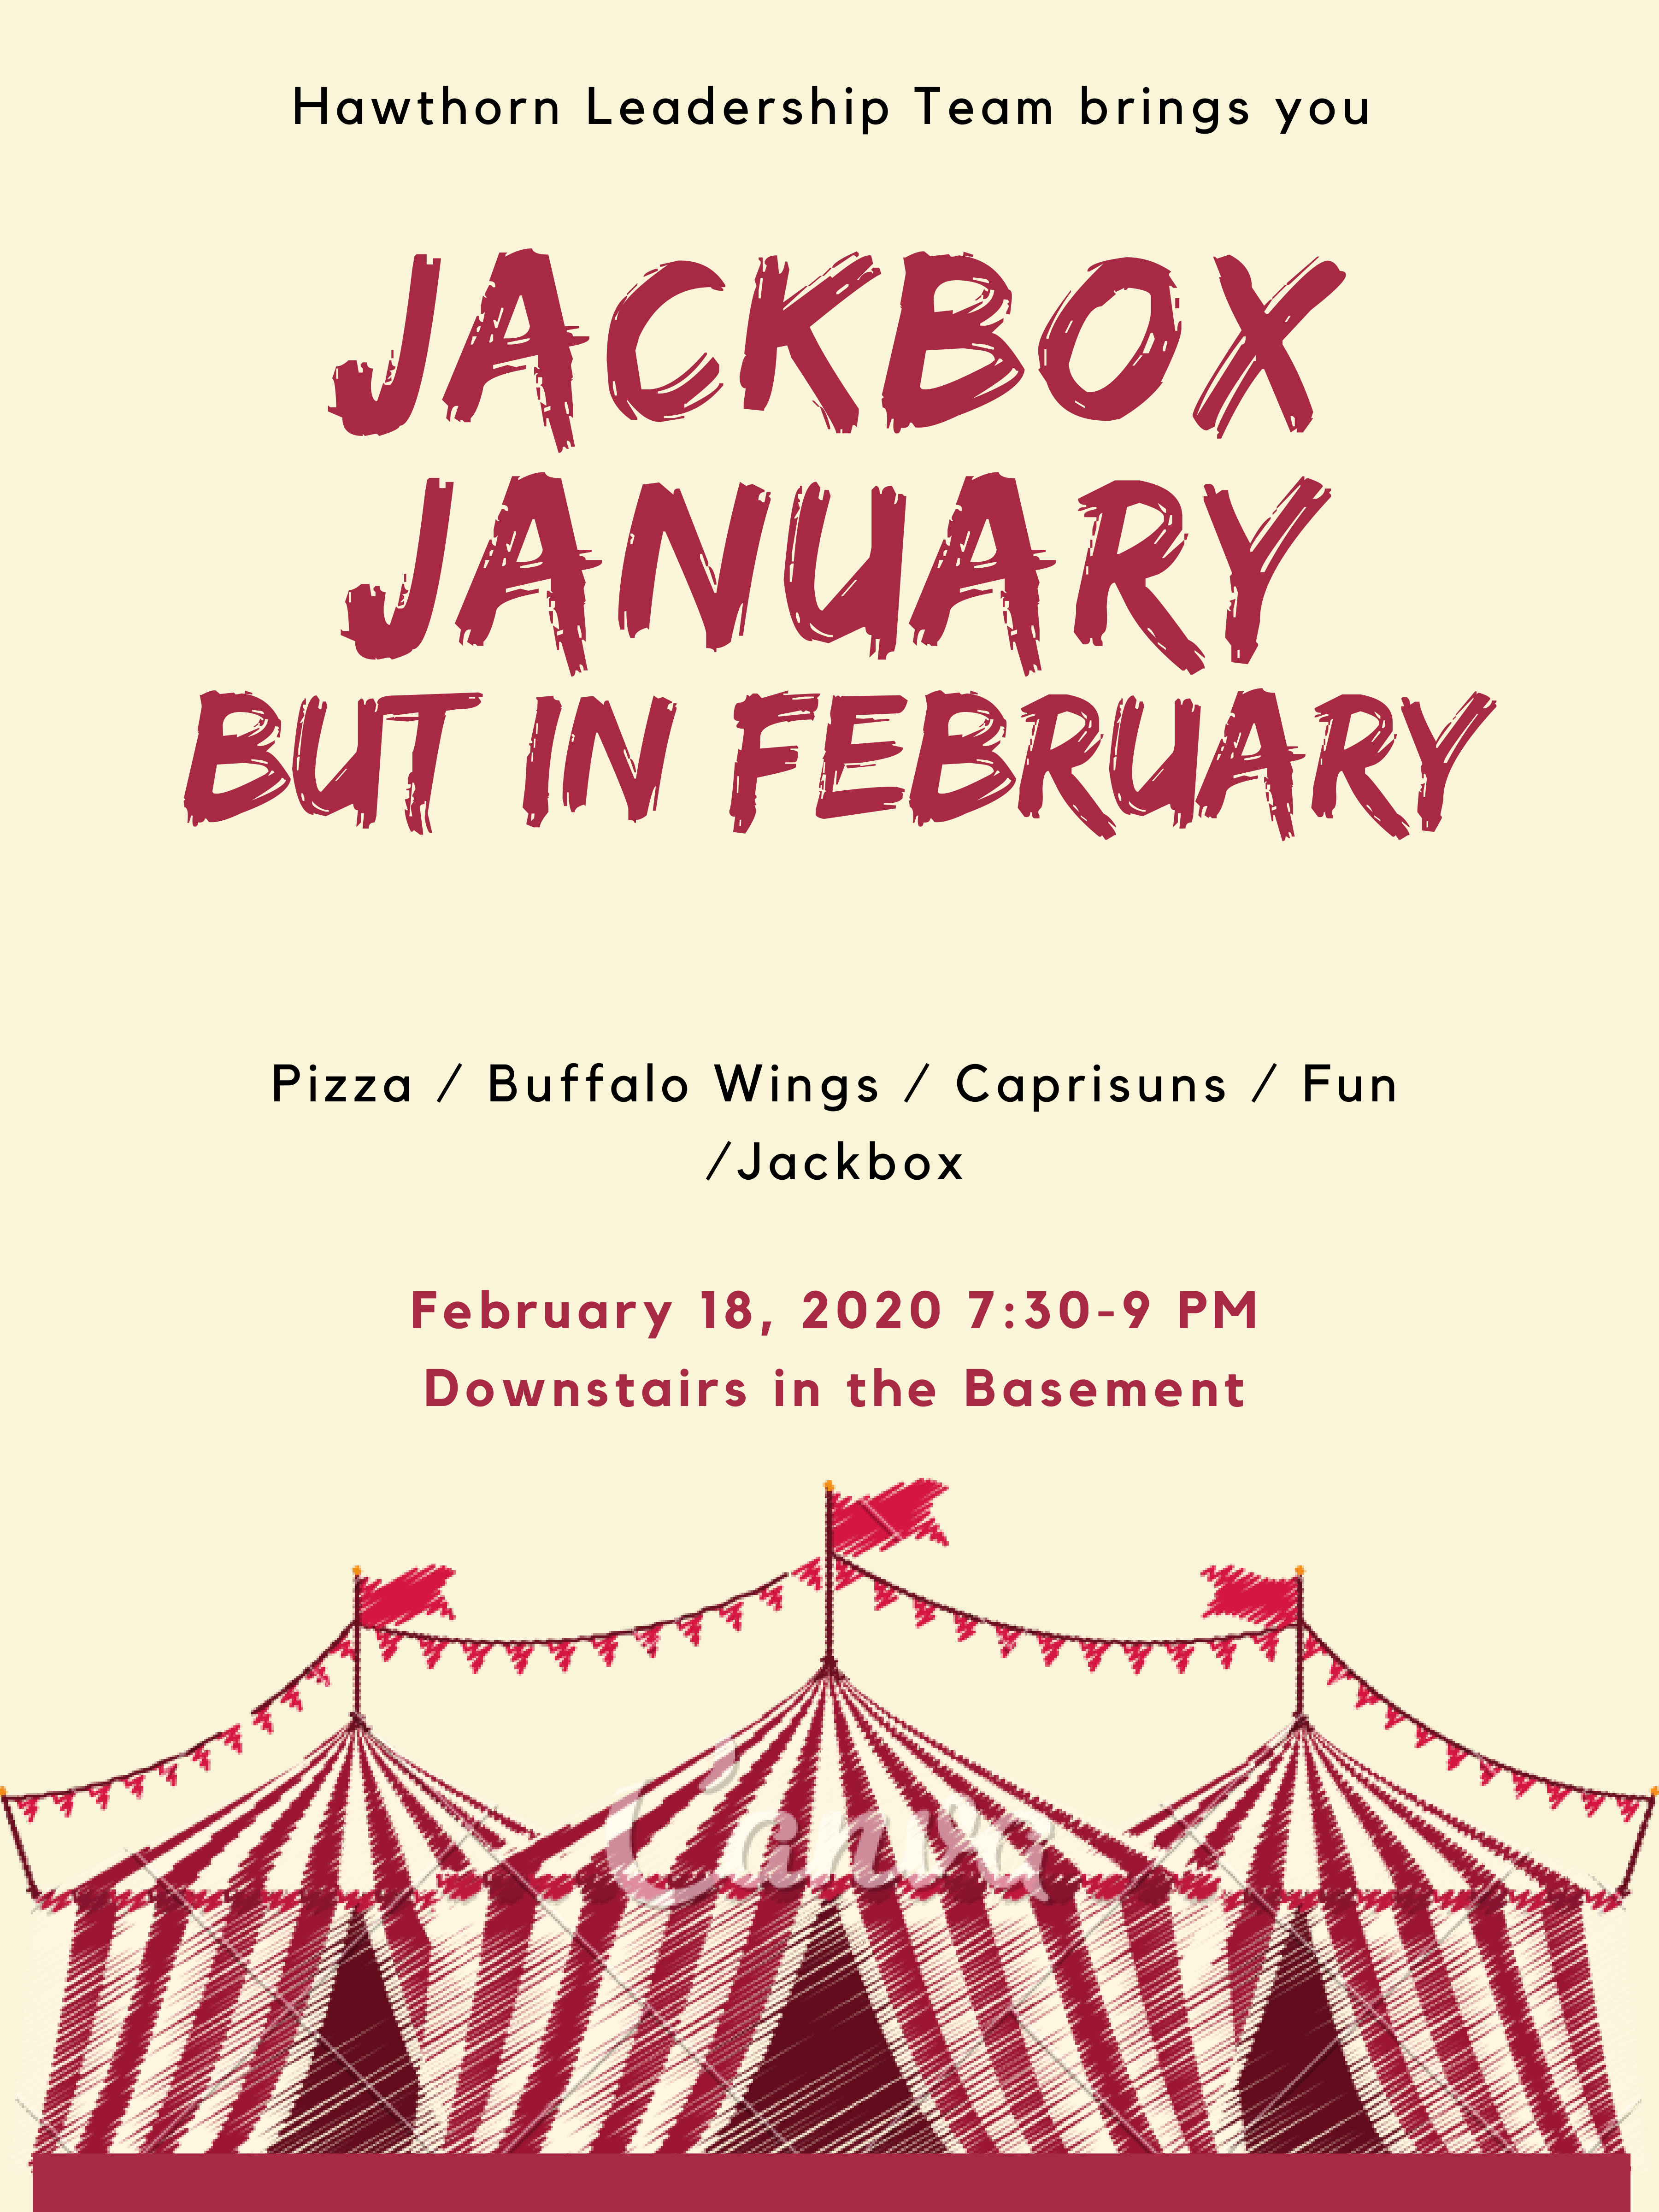 Hawthorn Leadership Team brings you
JACKBOX
JANUARY
BUT IN FEBRUARY
Pizza / Buffalo Wings / Caprisuns / Fun
/Jackbox
February 18, 2020 7:30-9 PM
Downstairs in the Basement
Canva